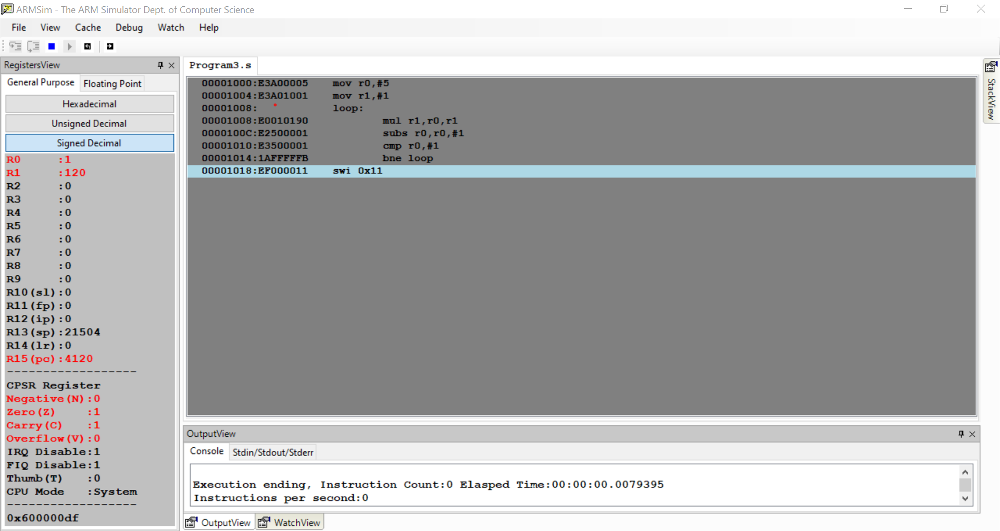 ARMSim - The ARM Simulator Dept. of Computer Science
File View Cache Debug Watch Help
RegistersView
General Purpose Floating Point
Hexadecimal
Unsigned Decimal
Signed Decimal
R0 :1
R1 :120
R2 :0
R3 :0
R4 :0
R5 :0
R6 :0
R7 :0
R8 :0
R9 :0
R10(sl):0
R11(fp):0
R12(ip):0
R13(sp):21504
R14(lr):0
R15(pc):4120
-------------------
CPSR Register
Negative(N):0
Zero(Z) :1
Carry(C) :1
Overflow(V):0
IRQ Disable:1
FIQ Disable:1
Thumb(T) :0
CPU Mode :System
-------------------
0x600000df
Program3.s
00001000:E3A00005 mov r0,#5
00001004:E3A01001 mov r1,#1
00001008: loop:
00001008:E0010190 mul r1,r0,r1
0000100C:E2500001 subs r0,r0,#1
00001010:E3500001 cmp r0,#1
00001014:1AFFFFFB bne loop
00001018:EF000011 swi 0x11
StackView
OutputView
Console Stdin/Stdout/Stderr
Execution ending, Instruction Count:0 Elasped Time:00:00:00.0079395
Instructions per second:0
OutputView WatchView